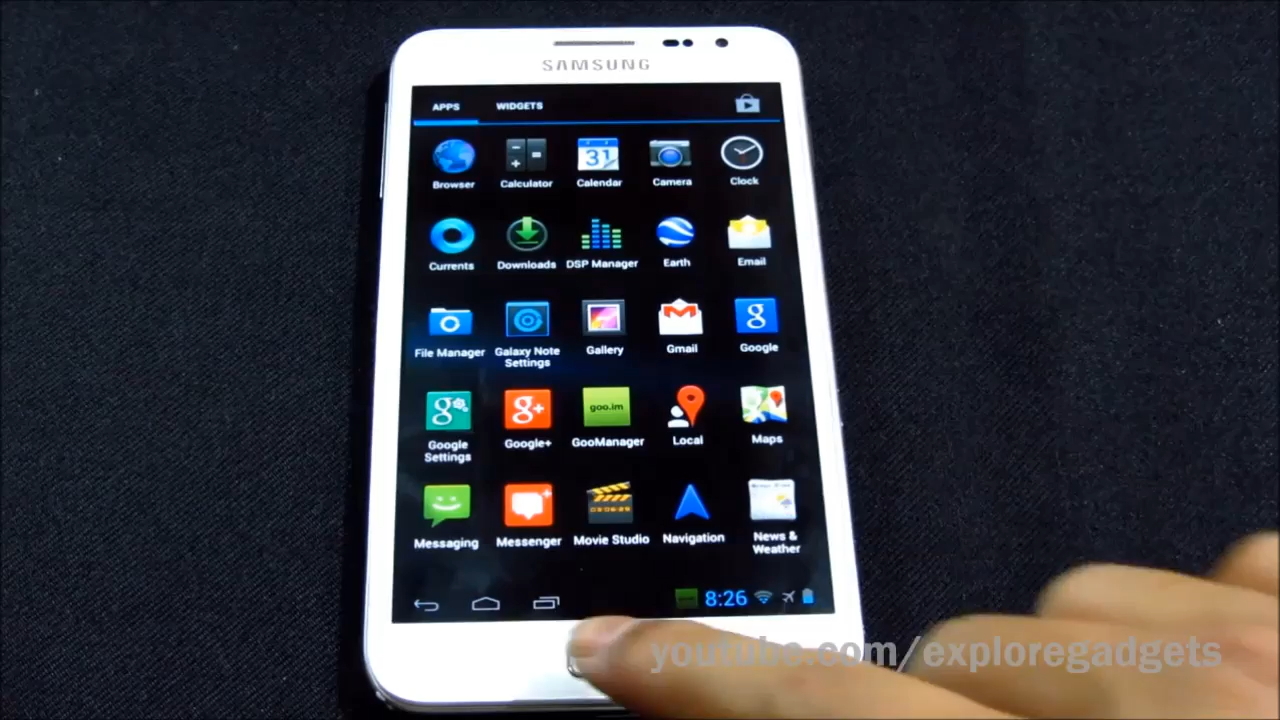 SAMSUNG
APPS WIDGETS
31
Browser Calculator Calendar Camera Clock
Currents Downloads DSP Manager Earth Email
g
File Manager Galaxy Note Settings Gallery Gmail Google
g g+ goo.im
Google Settings Google+ GooManager Local Maps
Messaging Messenger Movie Studio Navigation News & Weather
8:26
youtube.com/exploregadgets